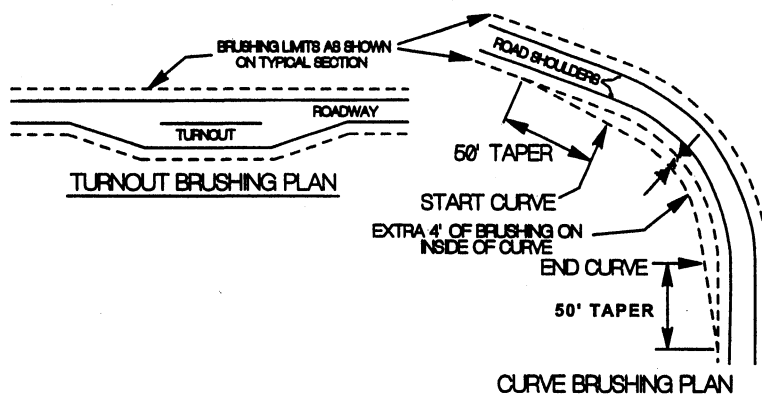 BRUSHING LIMITS AS SHOWN
ON TYPICAL SECTION
ROADWAY
TURNOUT
TURNOUT BRUSHING PLAN
ROAD SHOULDERS
50' TAPER
START CURVE
EXTRA 4' OF BRUSHING ON
INSIDE OF CURVE
END CURVE
50' TAPER
CURVE BRUSHING PLAN